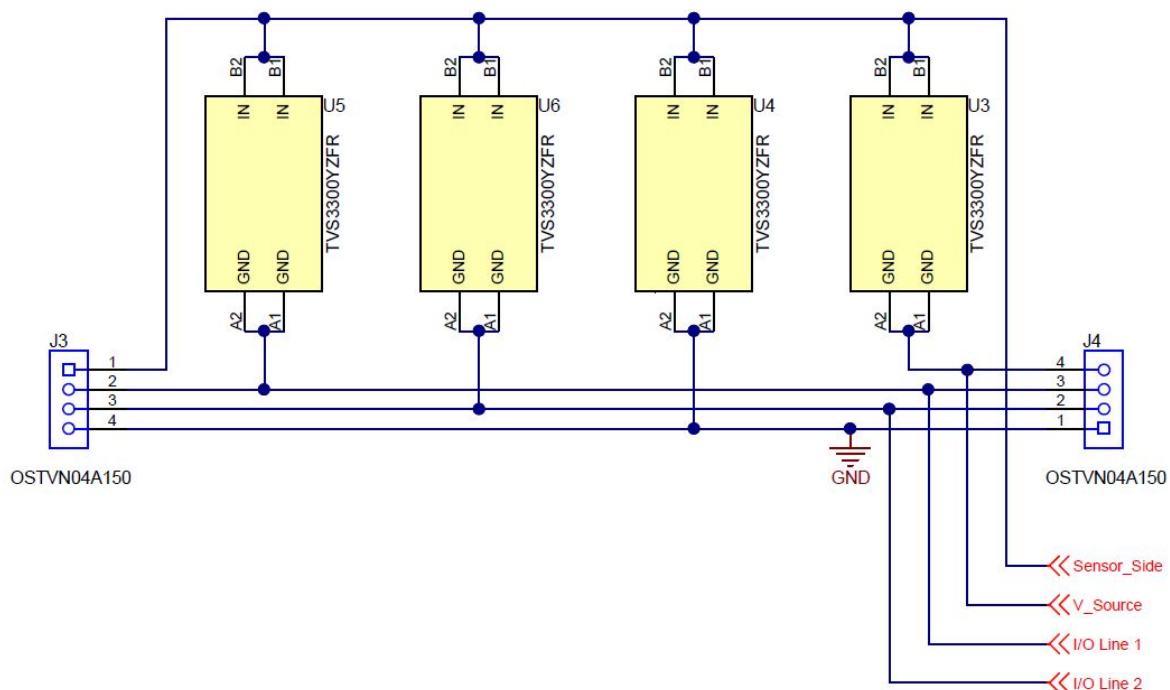 B2 B1 B2 B1 B2 B1 B2 B1
U5 U6 U4 U3
IN IN IN IN IN IN IN IN
TVS3300YZFR TVS3300YZFR TVS3300YZFR TVS3300YZFR
GND GND GND GND GND GND GND GND
A2 A1 A2 A1 A2 A1 A2 A1
J3 J4
1 4
2 3
3 2
4 1
OSTVN04A150 GND OSTVN04A150
Sensor_Side
V_Source
I/O Line 1
I/O Line 2